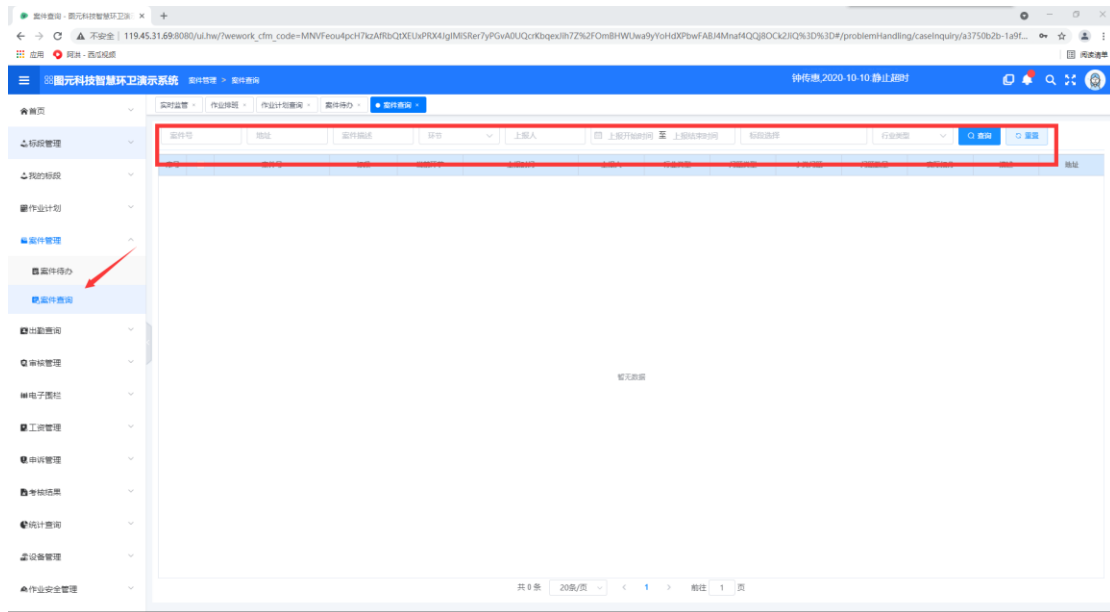 案件查询 - 图元科技智慧环卫演
不安全 | 119.45.31.69:8080/ui.hw/?wework_cfm_code=
#/problemHandling/caseInquiry/a3750b2b-1a9f...
应用 阿洪 - 西瓜视频 阅读清单
图元科技智慧环卫演示系统 案件管理 > 案件查询 钟传惠,2020-10-10 静止超时
首页 实时监管 × 作业排班 × 作业计划查询 × 案件待办 × 案件查询 ×
案件号 地址 案件描述 环节 上报人 上报开始时间 至 上报结束时间 标段选择 行业类型 查询 重置
标段管理
地址
我的标段
作业计划
案件管理
案件待办
案件查询
出勤查询
审核管理
暂无数据
电子围栏
工资管理
申诉管理
考核结果
统计查询
设备管理
作业安全管理
共 0 条 20条/页 < 1 > 前往 1 页